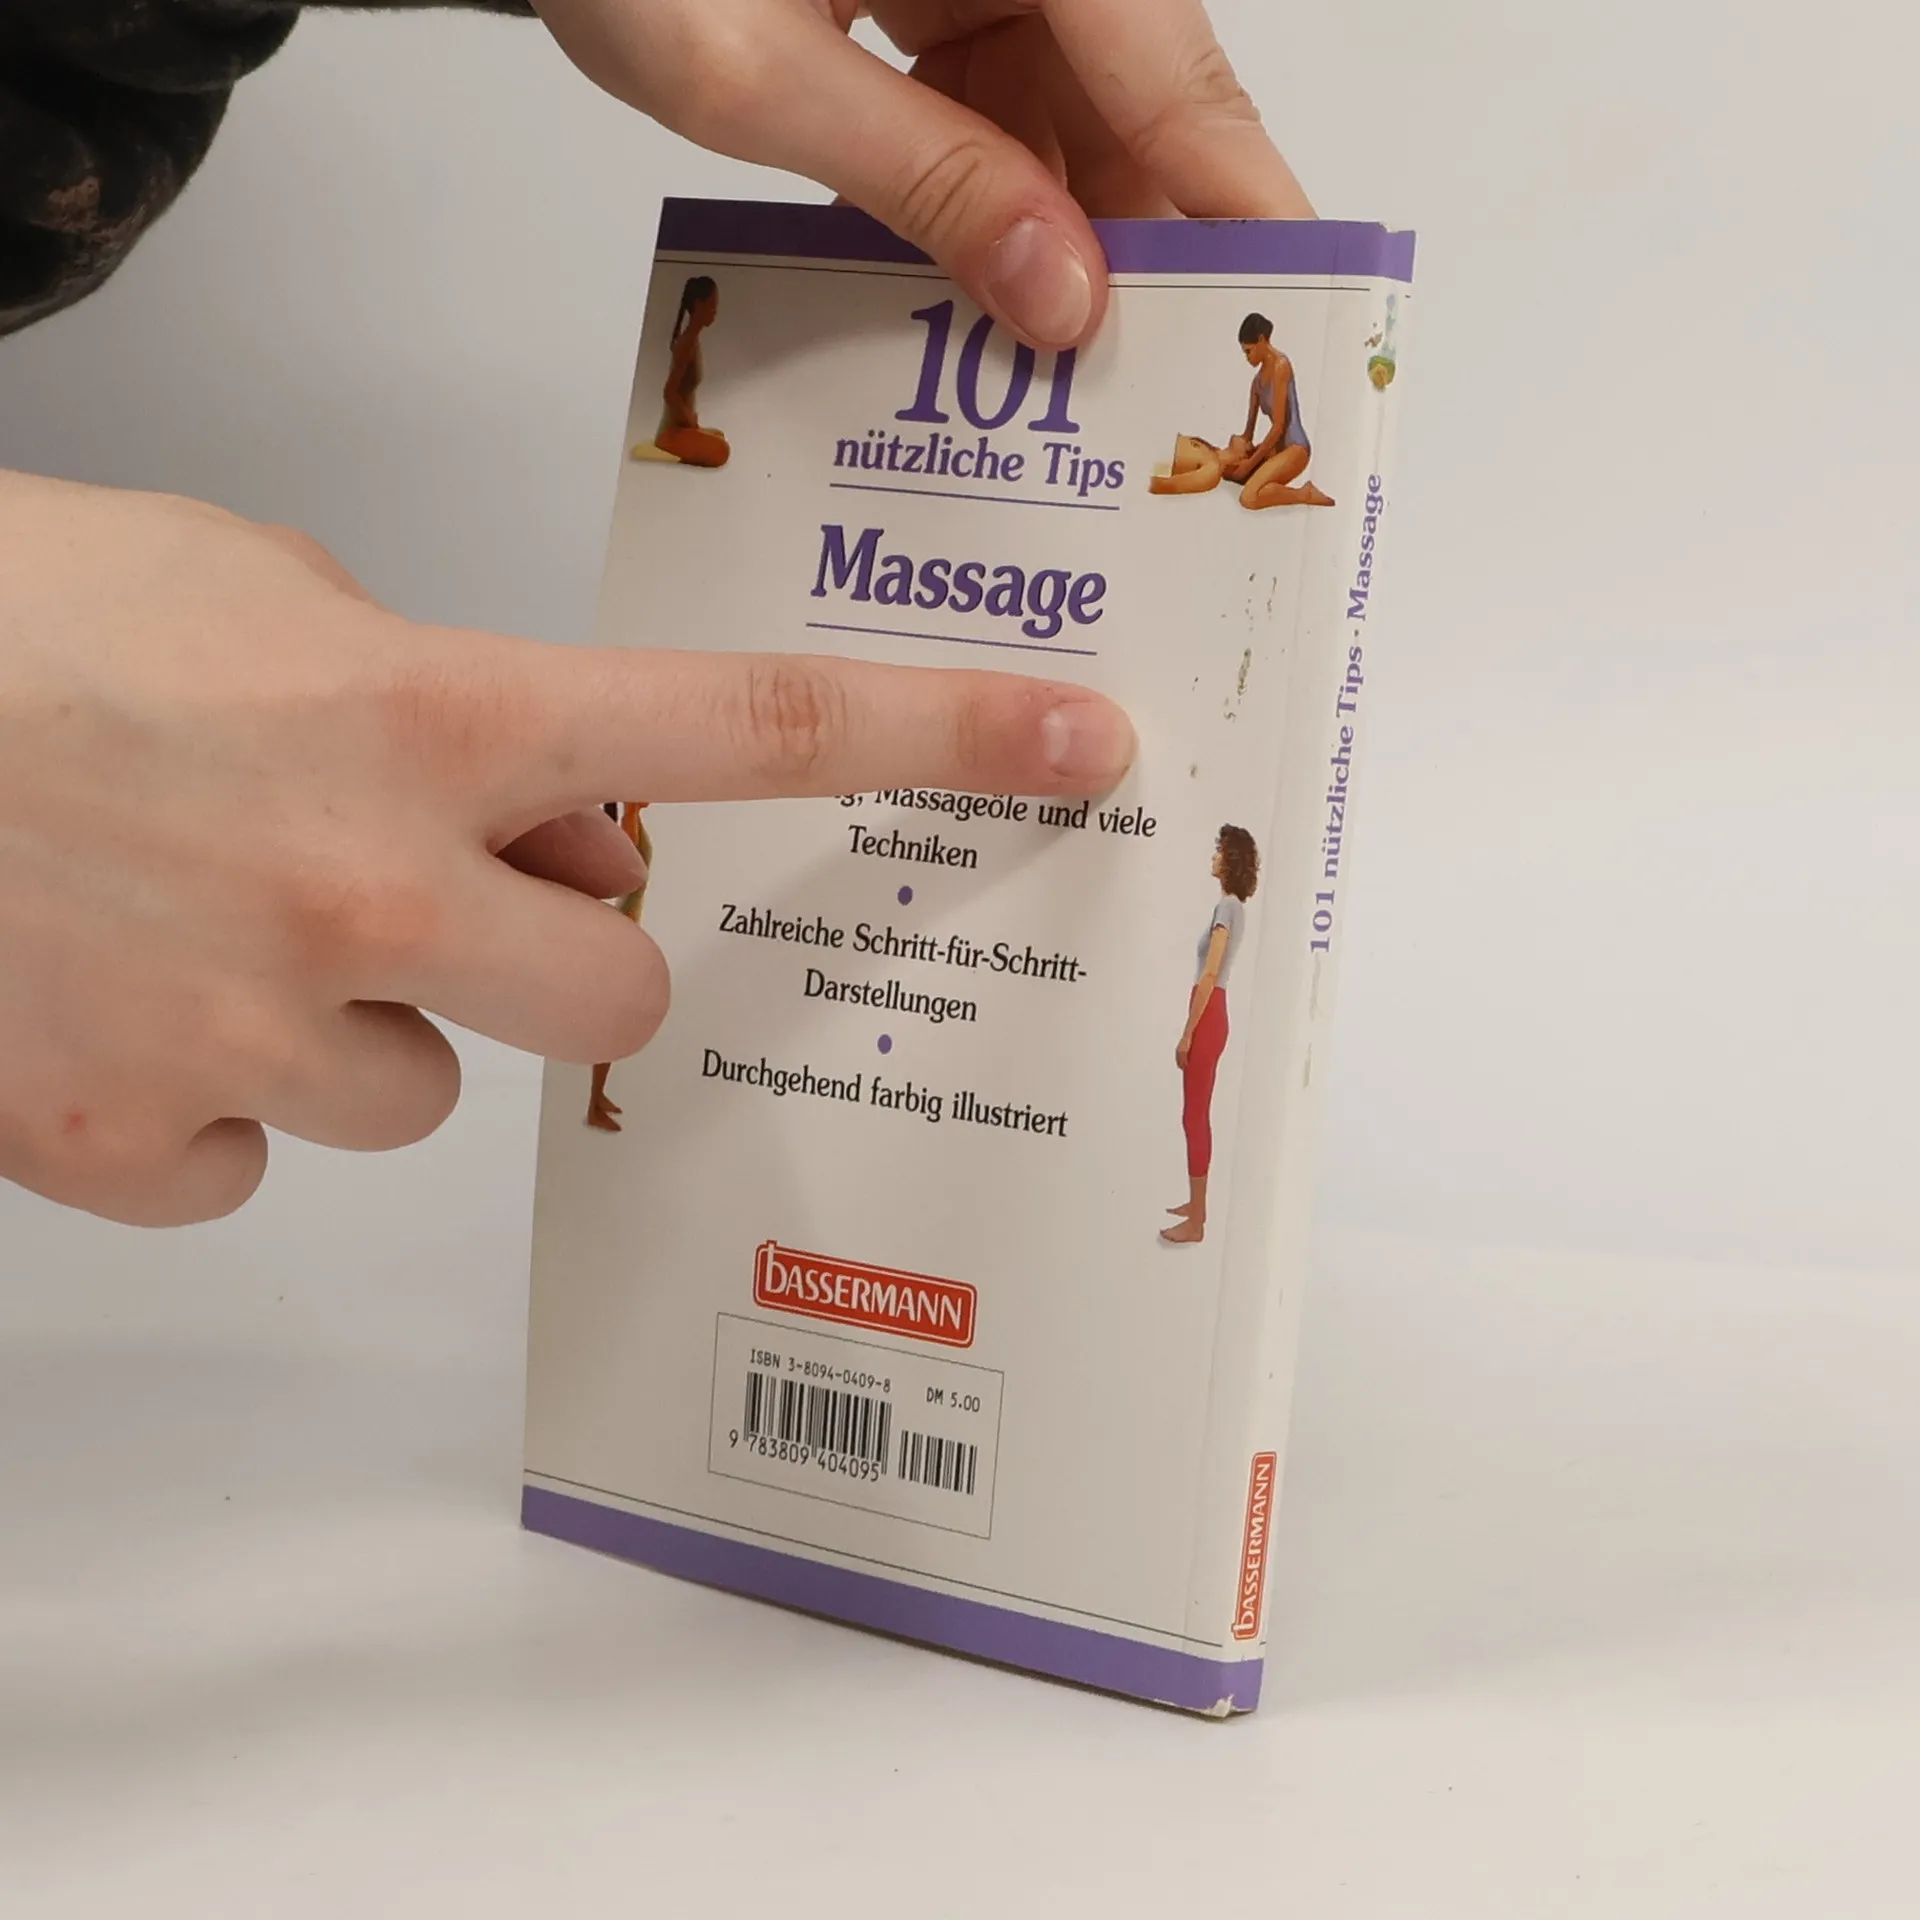 101
nützliche Tips
Massage
Massageöle und viele
Techniken
Zahlreiche Schritt-für-Schritt-
Darstellungen
Durchgehend farbig illustriert
bASSERMANN
ISBN 3-8094-0409-8 DM 5.00
9 783809 404095
101 nützliche Tips · Massage
bASSERMANN